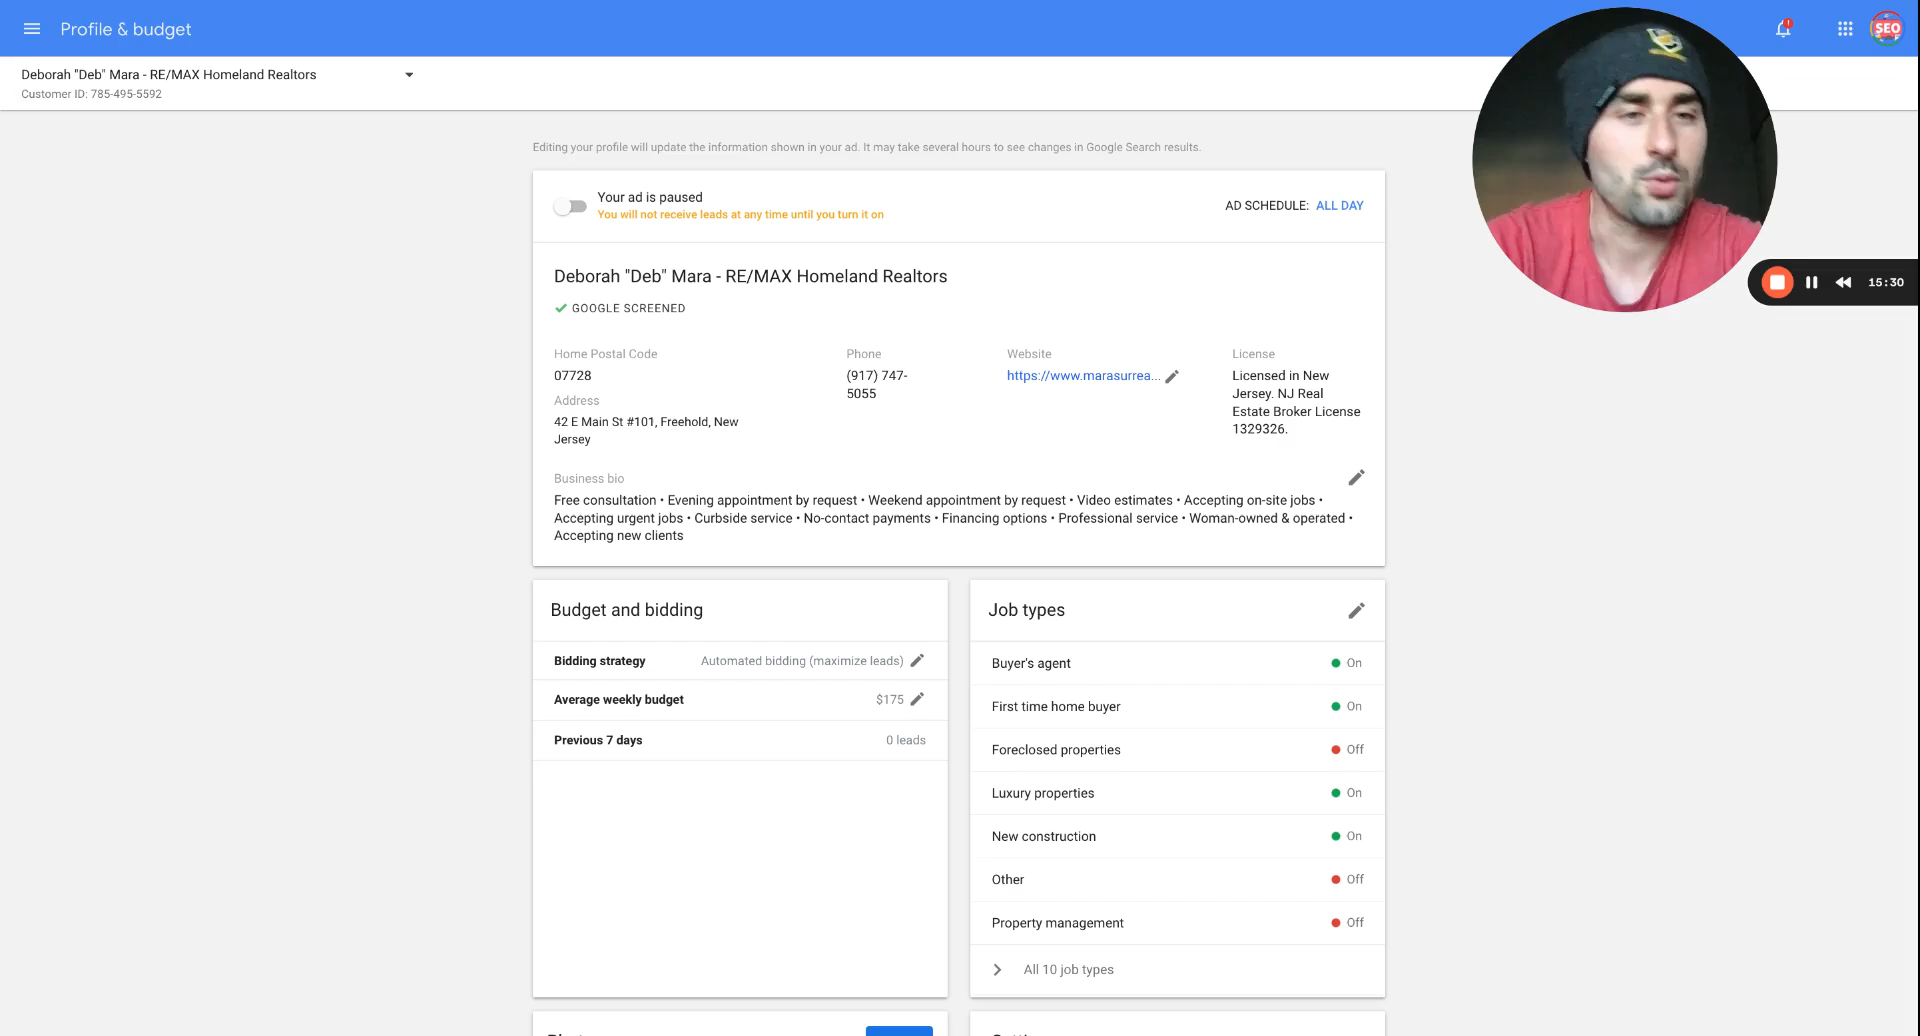 Profile & budget
!
SEO
Deborah "Deb" Mara - RE/MAX Homeland Realtors
Customer ID: 785-495-5592
15:30
Editing your profile will update the information shown in your ad. It may take several hours to see changes in Google Search results.
Your ad is paused
You will not receive leads at any time until you turn it on
AD SCHEDULE: ALL DAY
Deborah "Deb" Mara - RE/MAX Homeland Realtors
GOOGLE SCREENED
Home Postal Code
07728
Address
42 E Main St #101, Freehold, New
Jersey
Phone
(917) 747-
5055
Website
https://www.marasurrea...
License
Licensed in New
Jersey. NJ Real
Estate Broker License
1329326.
Business bio
Free consultation • Evening appointment by request • Weekend appointment by request • Video estimates • Accepting on-site jobs •
Accepting urgent jobs • Curbside service • No-contact payments • Financing options • Professional service • Woman-owned & operated •
Accepting new clients
Budget and bidding
Bidding strategy Automated bidding (maximize leads)
Average weekly budget $175
Previous 7 days 0 leads
Job types
Buyer's agent On
First time home buyer On
Foreclosed properties Off
Luxury properties On
New construction On
Other Off
Property management Off
All 10 job types